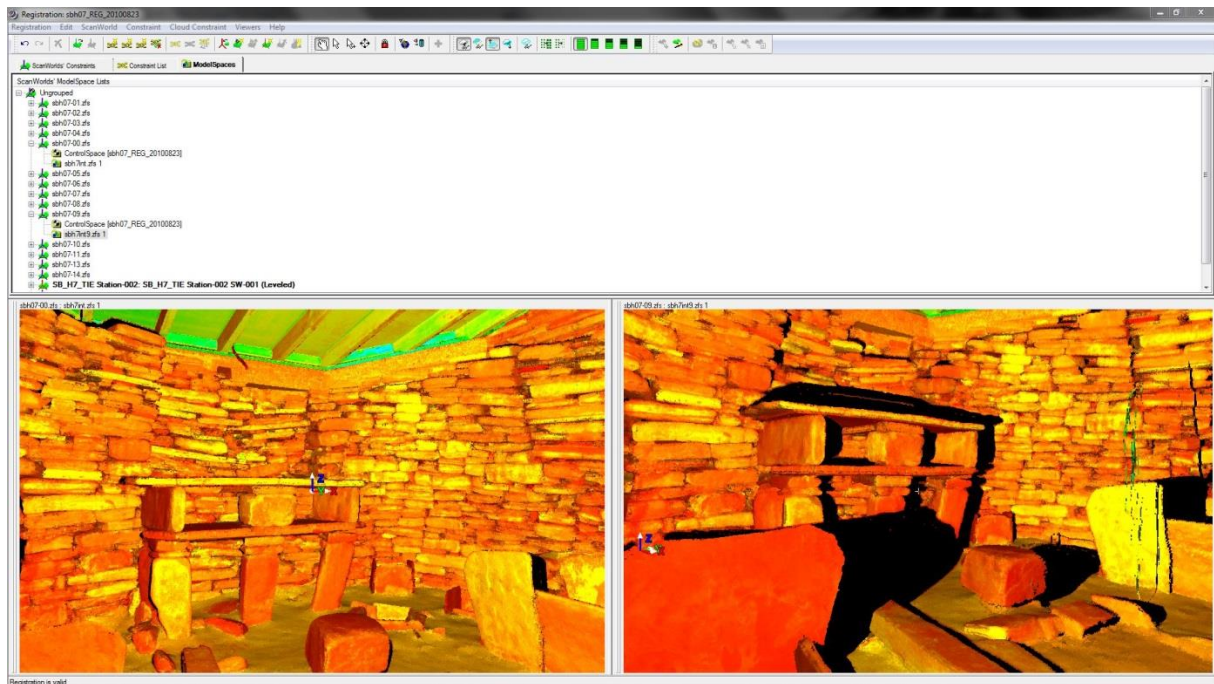 Registration: sbh07_REG_20100823
Registration Edit ScanWorld Constraint Cloud Constraint Viewers Help
ScanWorlds' Constraints Constraint List ModelSpaces
ScanWorlds' ModelSpace Lists
Ungrouped
sbh07-01.zfs
sbh07-02.zfs
sbh07-03.zfs
sbh07-04.zfs
sbh07-00.zfs
ControlSpace [sbh07_REG_20100823]
sbh7int.zfs 1
sbh07-05.zfs
sbh07-06.zfs
sbh07-07.zfs
sbh07-08.zfs
sbh07-09.zfs
ControlSpace [sbh07_REG_20100823]
sbh7int9.zfs 1
sbh07-10.zfs
sbh07-11.zfs
sbh07-13.zfs
sbh07-14.zfs
SB_H7_TIE Station-002: SB_H7_TIE Station-002 SW-001 (Leveled)
sbh07-00.zfs : sbh7int.zfs 1 sbh07-09.zfs : sbh7int9.zfs 1
Z
Z
Registration is valid